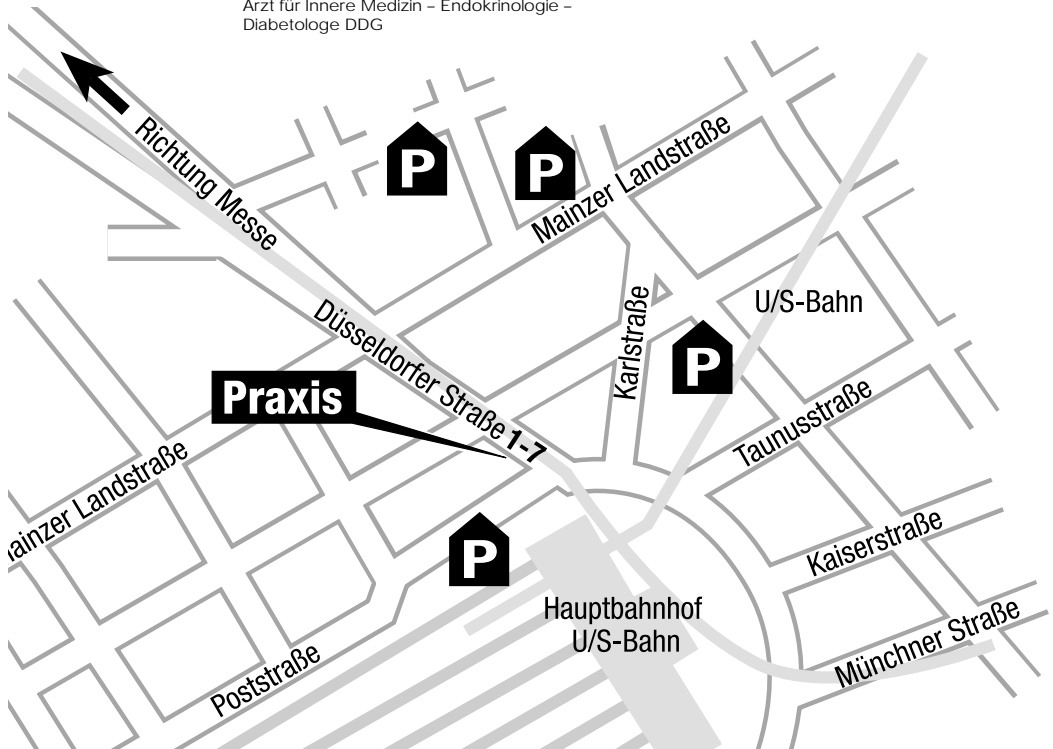 Arzt für Innere Medizin – Endokrinologie –
Diabetologe DDG
Richtung Messe
P
P
Mainzer Landstraße
U/S-Bahn
Karlstraße
P
Düsseldorfer Straße 1-7
Praxis
Taunusstraße
ainzer Landstraße
P
Kaiserstraße
Hauptbahnhof
U/S-Bahn
Münchner Straße
Poststraße